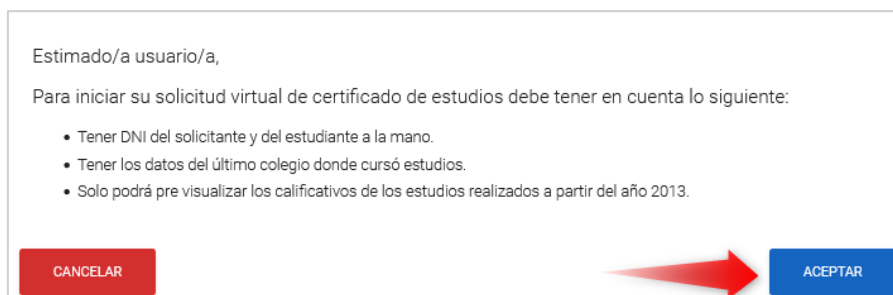 Estimado/a usuario/a,
Para iniciar su solicitud virtual de certificado de estudios debe tener en cuenta lo siguiente:
• Tener DNI del solicitante y del estudiante a la mano.
• Tener los datos del último colegio donde cursó estudios.
• Solo podrá pre visualizar los calificativos de los estudios realizados a partir del año 2013.
CANCELAR
ACEPTAR